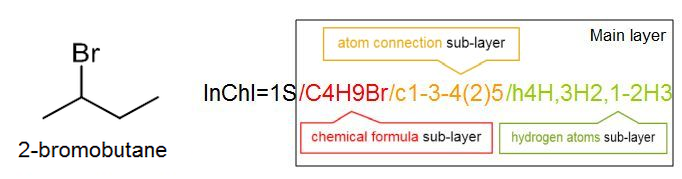 Br
2-bromobutane
Main layer
atom connection sub-layer
InChI=1S/C4H9Br/c1-3-4(2)5/h4H,3H2,1-2H3
chemical formula sub-layer
hydrogen atoms sub-layer